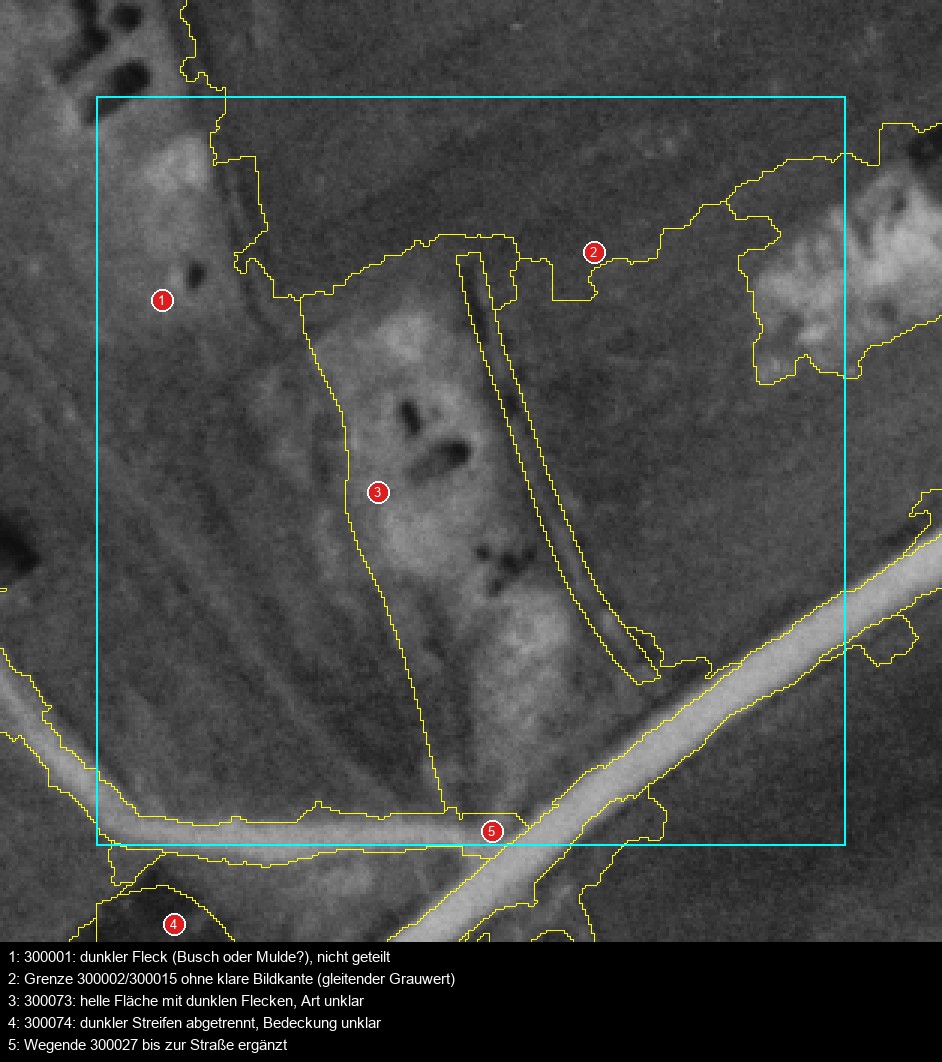 1
2
3
4
5
1: 300001: dunkler Fleck (Busch oder Mulde?), nicht geteilt
2: Grenze 300002/300015 ohne klare Bildkante (gleitender Grauwert)
3: 300073: helle Fläche mit dunklen Flecken, Art unklar
4: 300074: dunkler Streifen abgetrennt, Bedeckung unklar
5: Wegende 300027 bis zur Straße ergänzt